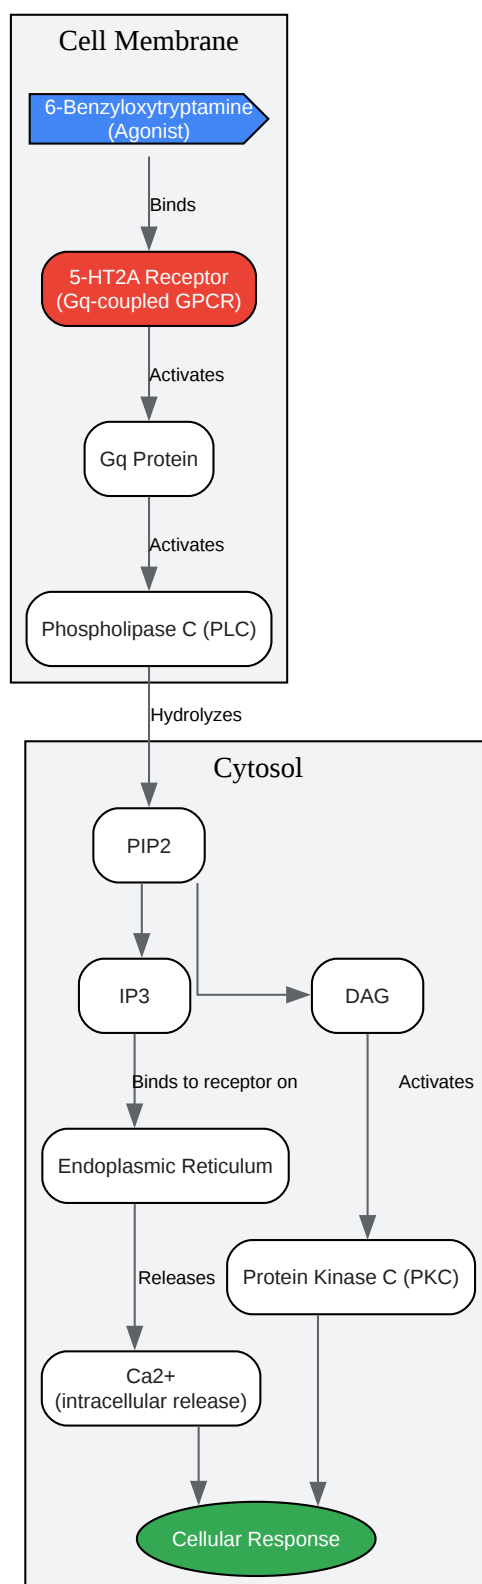 Cell Membrane
6-Benzyloxytryptamine
(Agonist)
Binds
5-HT2A Receptor
(Gq-coupled GPCR)
Activates
Gq Protein
Activates
Phospholipase C (PLC)
Hydrolyzes
Cytosol
PIP2
IP3
DAG
Binds to receptor on
Activates
Endoplasmic Reticulum
Releases
Protein Kinase C (PKC)
Ca2+
(intracellular release)
Cellular Response